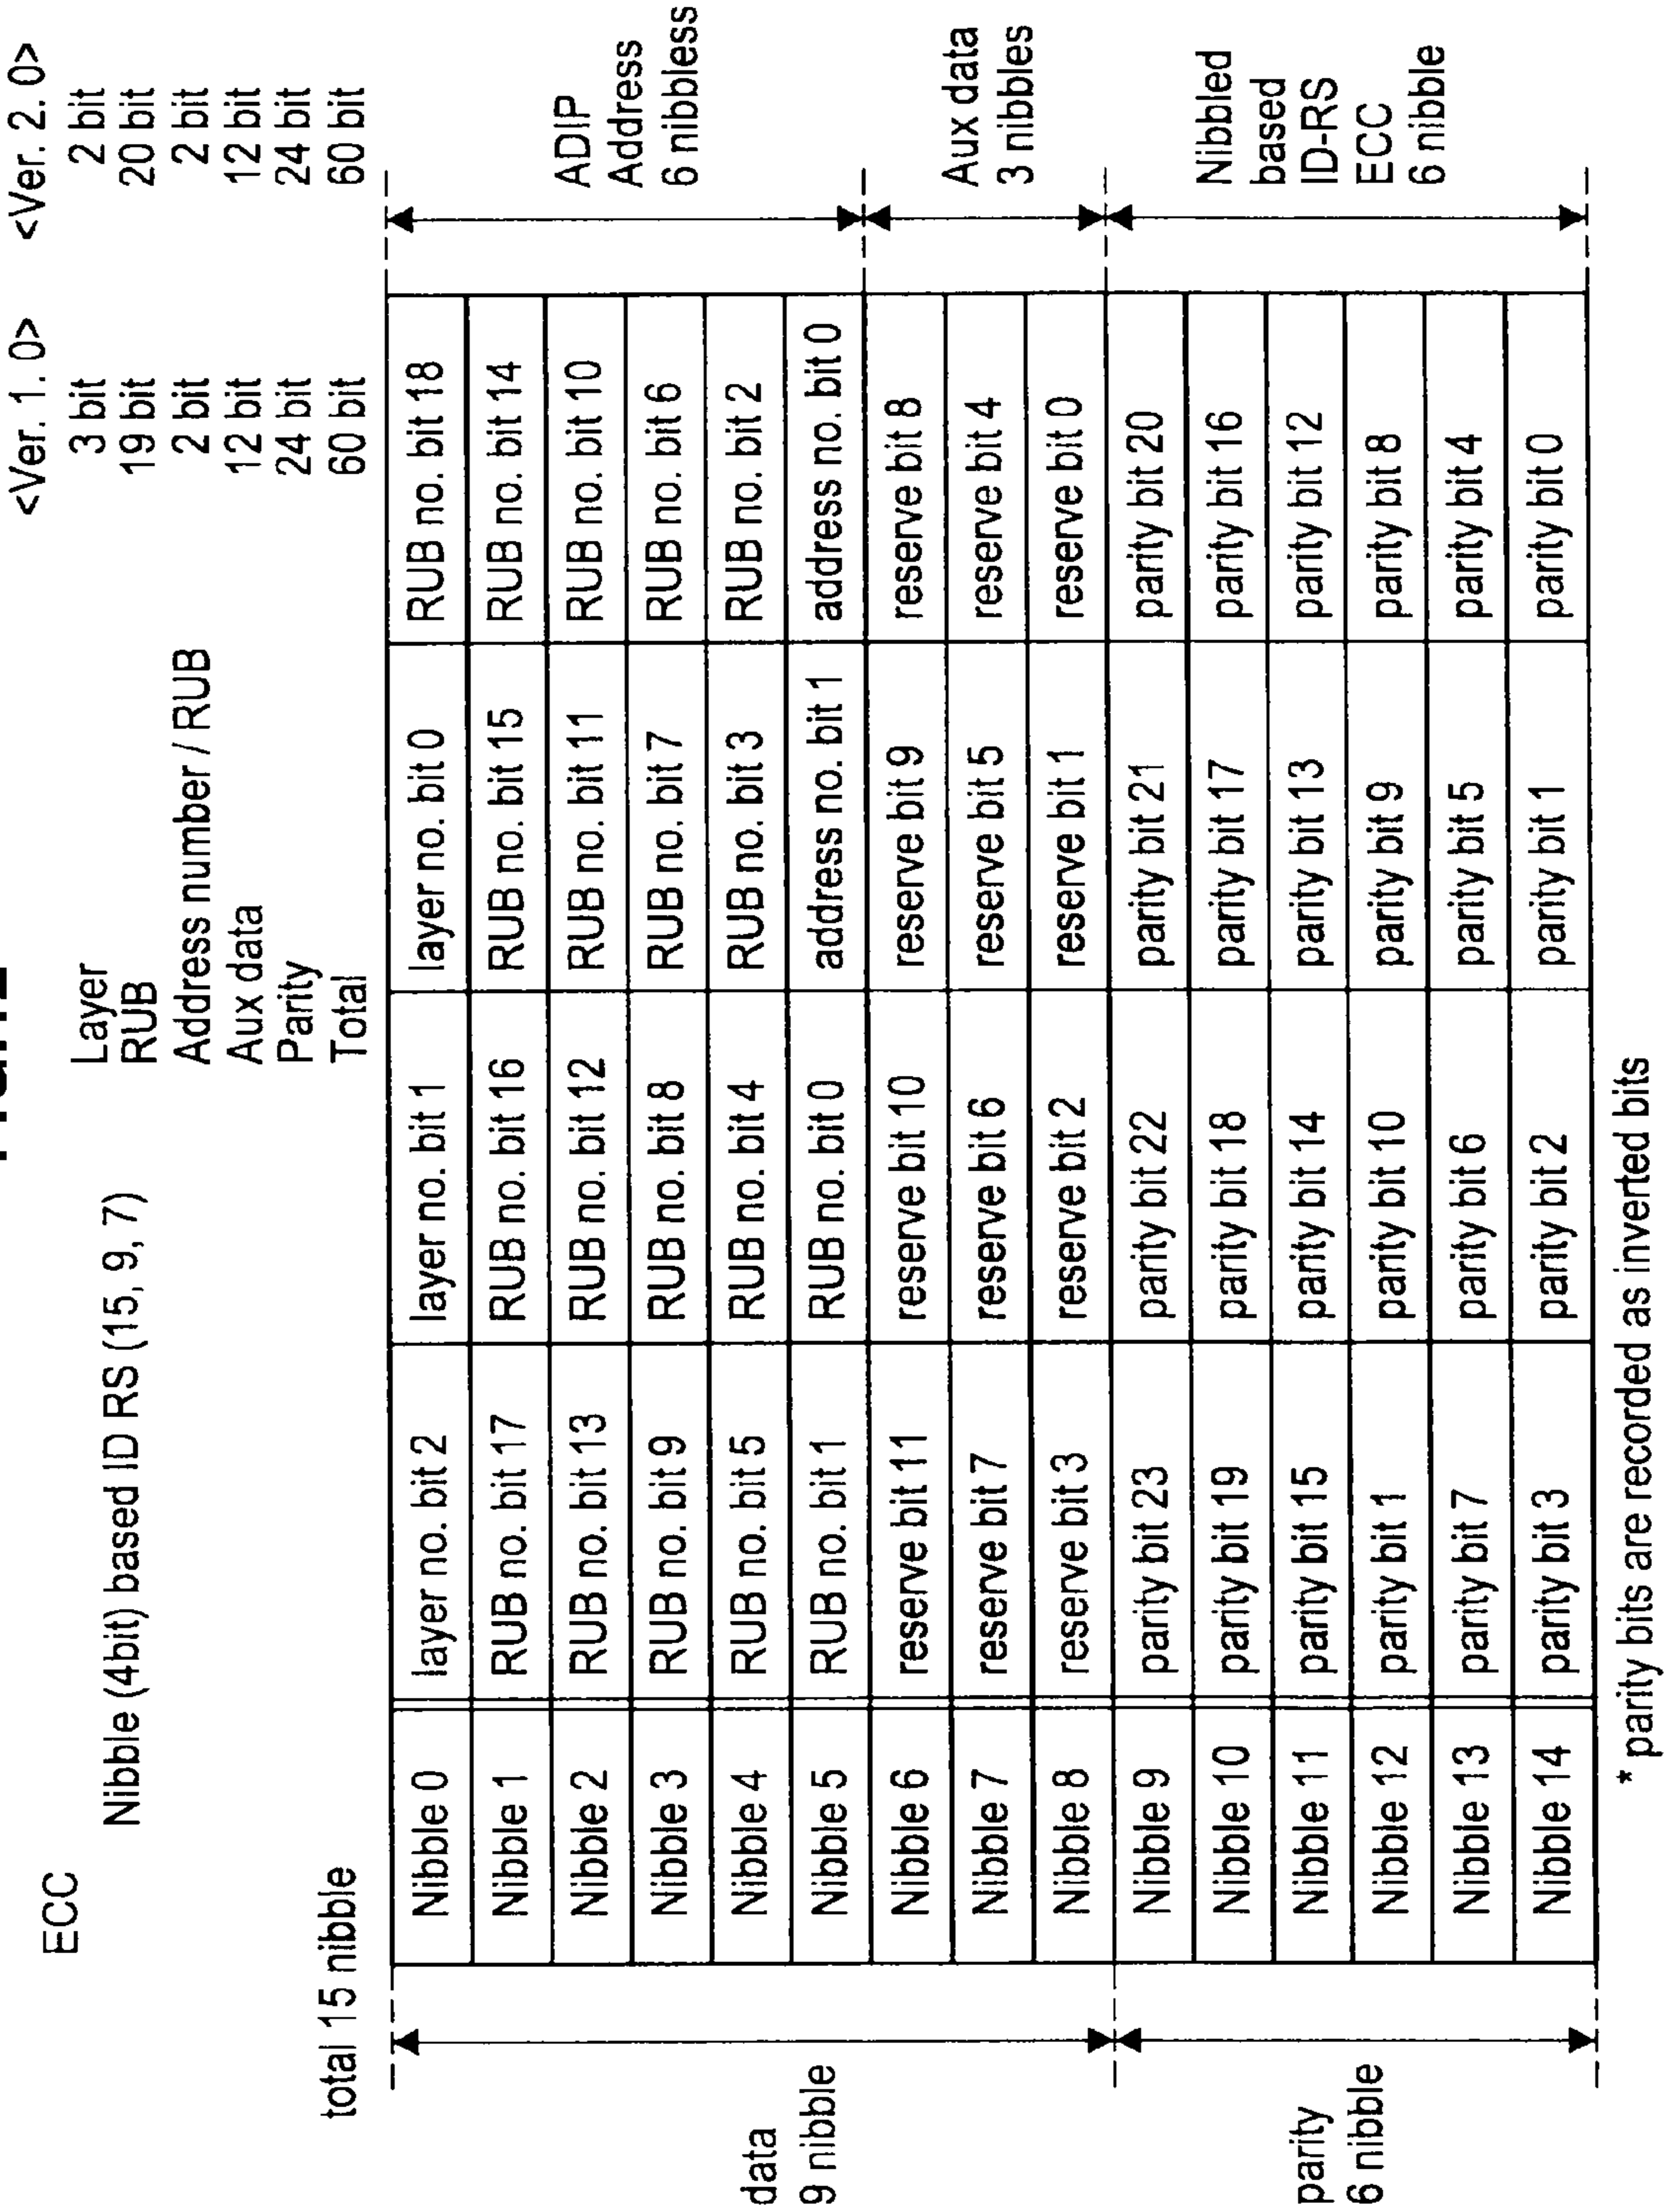 ECC
Nibble (4bit) based ID RS (15, 9, 7)
<Ver. 1. 0> <Ver. 2. 0>
Layer 3 bit 2 bit
RUB 19 bit 20 bit
Address number / RUB 2 bit 2 bit
Aux data 12 bit 12 bit
Parity 24 bit 24 bit
Total 60 bit 60 bit
total 15 nibble
data
9 nibble
parity
6 nibble
Nibble 0 layer no. bit 2 layer no. bit 1 layer no. bit 0 RUB no. bit 18
Nibble 1 RUB no. bit 17 RUB no. bit 16 RUB no. bit 15 RUB no. bit 14
Nibble 2 RUB no. bit 13 RUB no. bit 12 RUB no. bit 11 RUB no. bit 10
Nibble 3 RUB no. bit 9 RUB no. bit 8 RUB no. bit 7 RUB no. bit 6
Nibble 4 RUB no. bit 5 RUB no. bit 4 RUB no. bit 3 RUB no. bit 2
Nibble 5 RUB no. bit 1 RUB no. bit 0 address no. bit 1 address no. bit 0
Nibble 6 reserve bit 11 reserve bit 10 reserve bit 9 reserve bit 8
Nibble 7 reserve bit 7 reserve bit 6 reserve bit 5 reserve bit 4
Nibble 8 reserve bit 3 reserve bit 2 reserve bit 1 reserve bit 0
Nibble 9 parity bit 23 parity bit 22 parity bit 21 parity bit 20
Nibble 10 parity bit 19 parity bit 18 parity bit 17 parity bit 16
Nibble 11 parity bit 15 parity bit 14 parity bit 13 parity bit 12
Nibble 12 parity bit 1 parity bit 10 parity bit 9 parity bit 8
Nibble 13 parity bit 7 parity bit 6 parity bit 5 parity bit 4
Nibble 14 parity bit 3 parity bit 2 parity bit 1 parity bit 0
ADIP
Address
6 nibbless
Aux data
3 nibbles
Nibbled
based
ID-RS
ECC
6 nibble
* parity bits are recorded as inverted bits